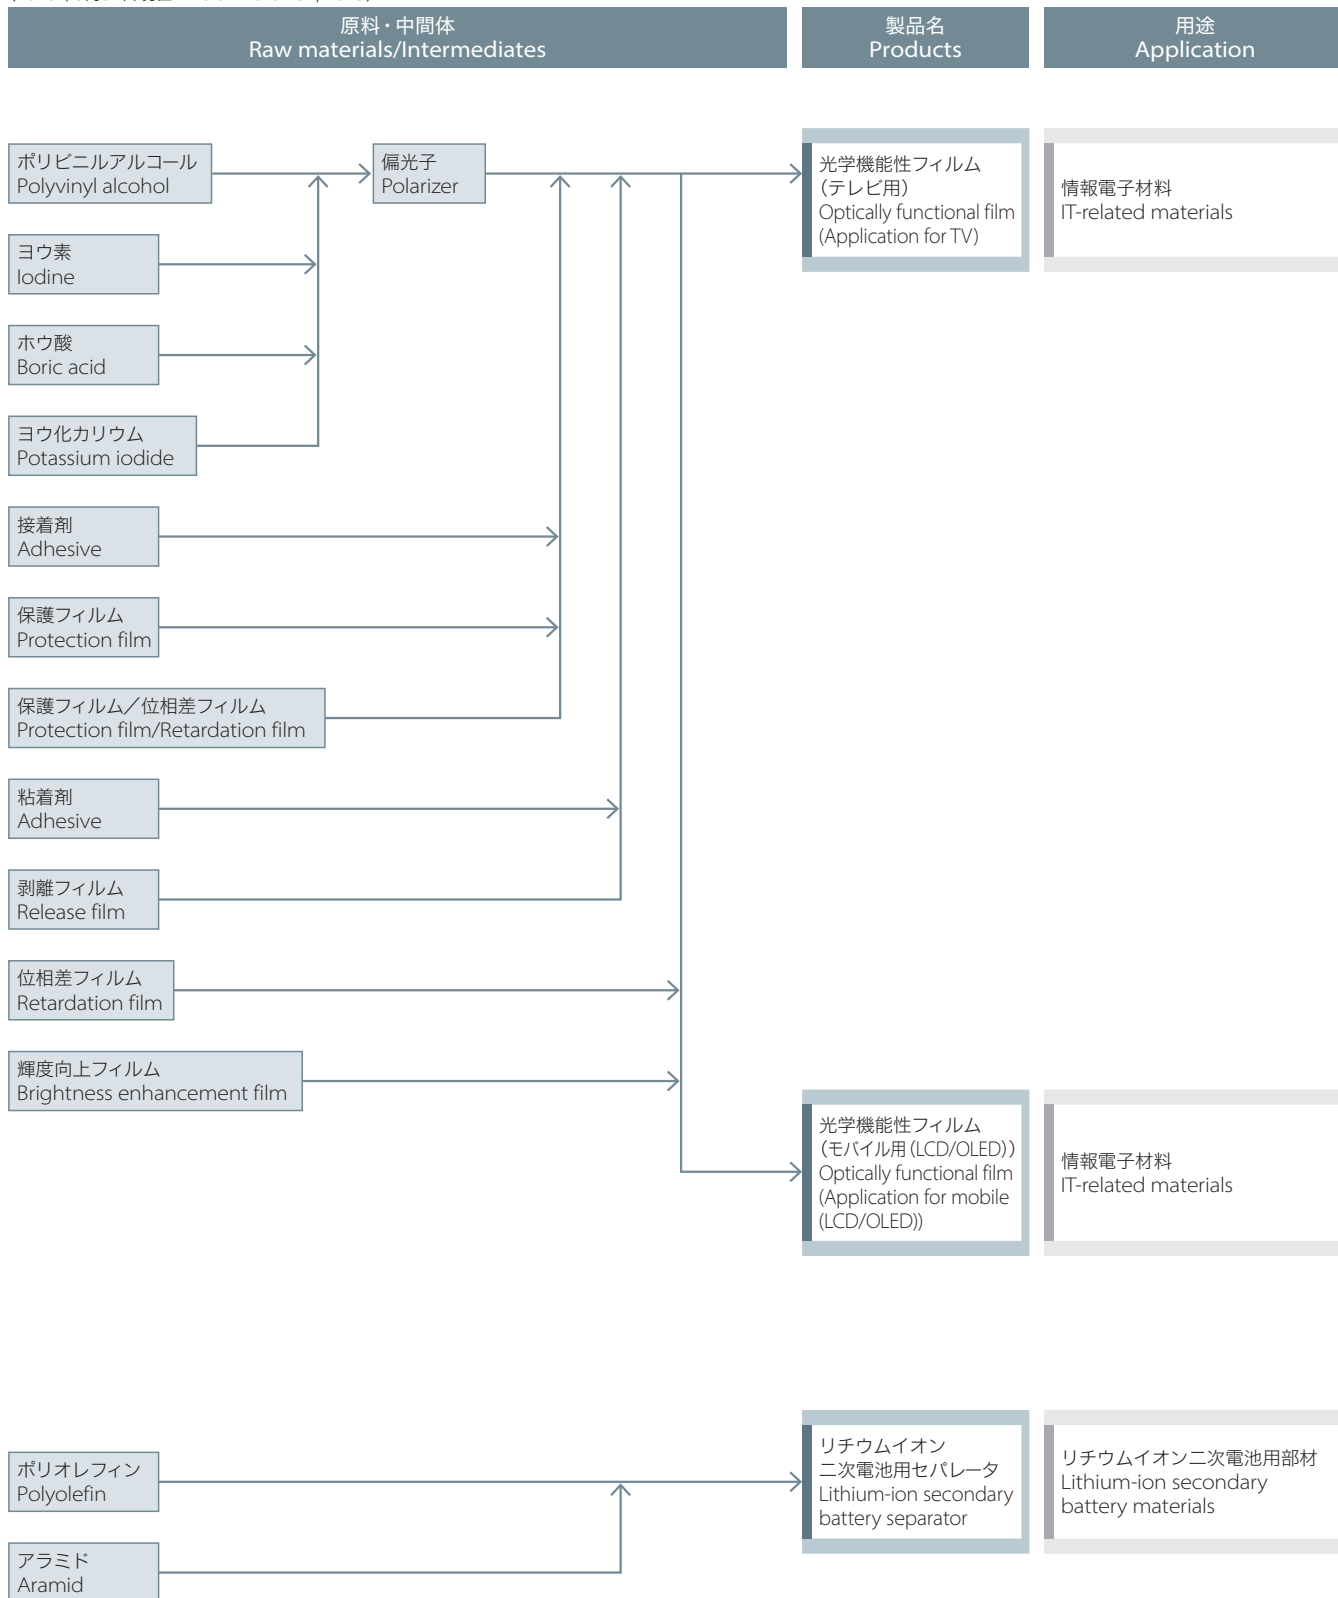 原料・中間体
Raw materials/Intermediates
製品名
Products
用途
Application
ポリビニルアルコール
Polyvinyl alcohol
偏光子
Polarizer
光学機能性フィルム
（テレビ用）
Optically functional film
(Application for TV)
情報電子材料
IT-related materials
ヨウ素
Iodine
ホウ酸
Boric acid
ヨウ化カリウム
Potassium iodide
接着剤
Adhesive
保護フィルム
Protection film
保護フィルム／位相差フィルム
Protection film/Retardation film
粘着剤
Adhesive
剥離フィルム
Release film
位相差フィルム
Retardation film
輝度向上フィルム
Brightness enhancement film
光学機能性フィルム
（モバイル用（LCD/OLED））
Optically functional film
(Application for mobile
(LCD/OLED))
情報電子材料
IT-related materials
ポリオレフィン
Polyolefin
リチウムイオン
二次電池用セパレータ
Lithium-ion secondary
battery separator
リチウムイオン二次電池用部材
Lithium-ion secondary
battery materials
アラミド
Aramid